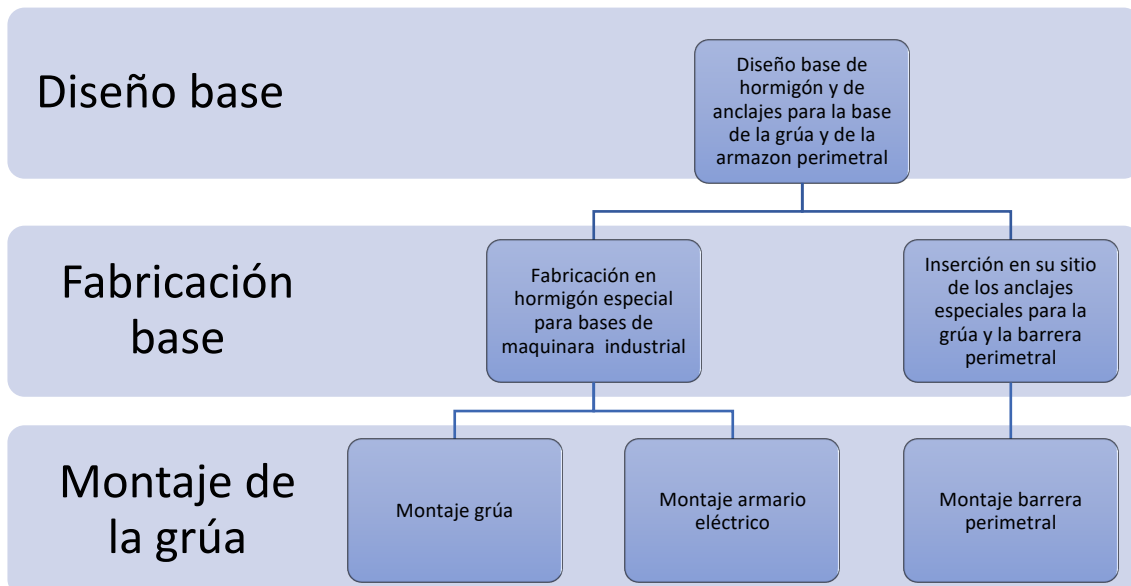 Diseño base
Diseño base de
hormigón y de
anclajes para la base
de la grúa y de la
armazon perimetral
Fabricación
base
Fabricación en
hormigón especial
para bases de
maquinara industrial
Inserción en su sitio
de los anclajes
especiales para la
grúa y la barrera
perimetral
Montaje de
la grúa
Montaje grúa
Montaje armario
eléctrico
Montaje barrera
perimetral